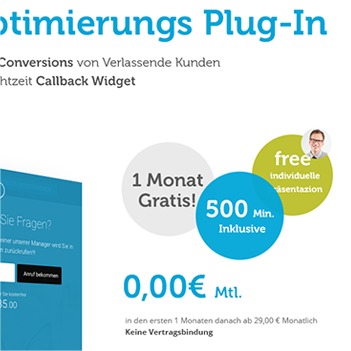 ptimierungs Plug-In
Conversions von Verlassende Kunden
htzeit Callback Widget
free
individuelle
räsentazion
1 Monat
Gratis!
500 Min.
Inklusive
Sie Fragen?
einer unserer Manager wird Sie in
zurückrufen?!
Anruf bekommen
35.00
0,00€ Mtl.
in den ersten 1 Monaten danach ab 29,00 € Monatlich
Keine Vertragsbindung